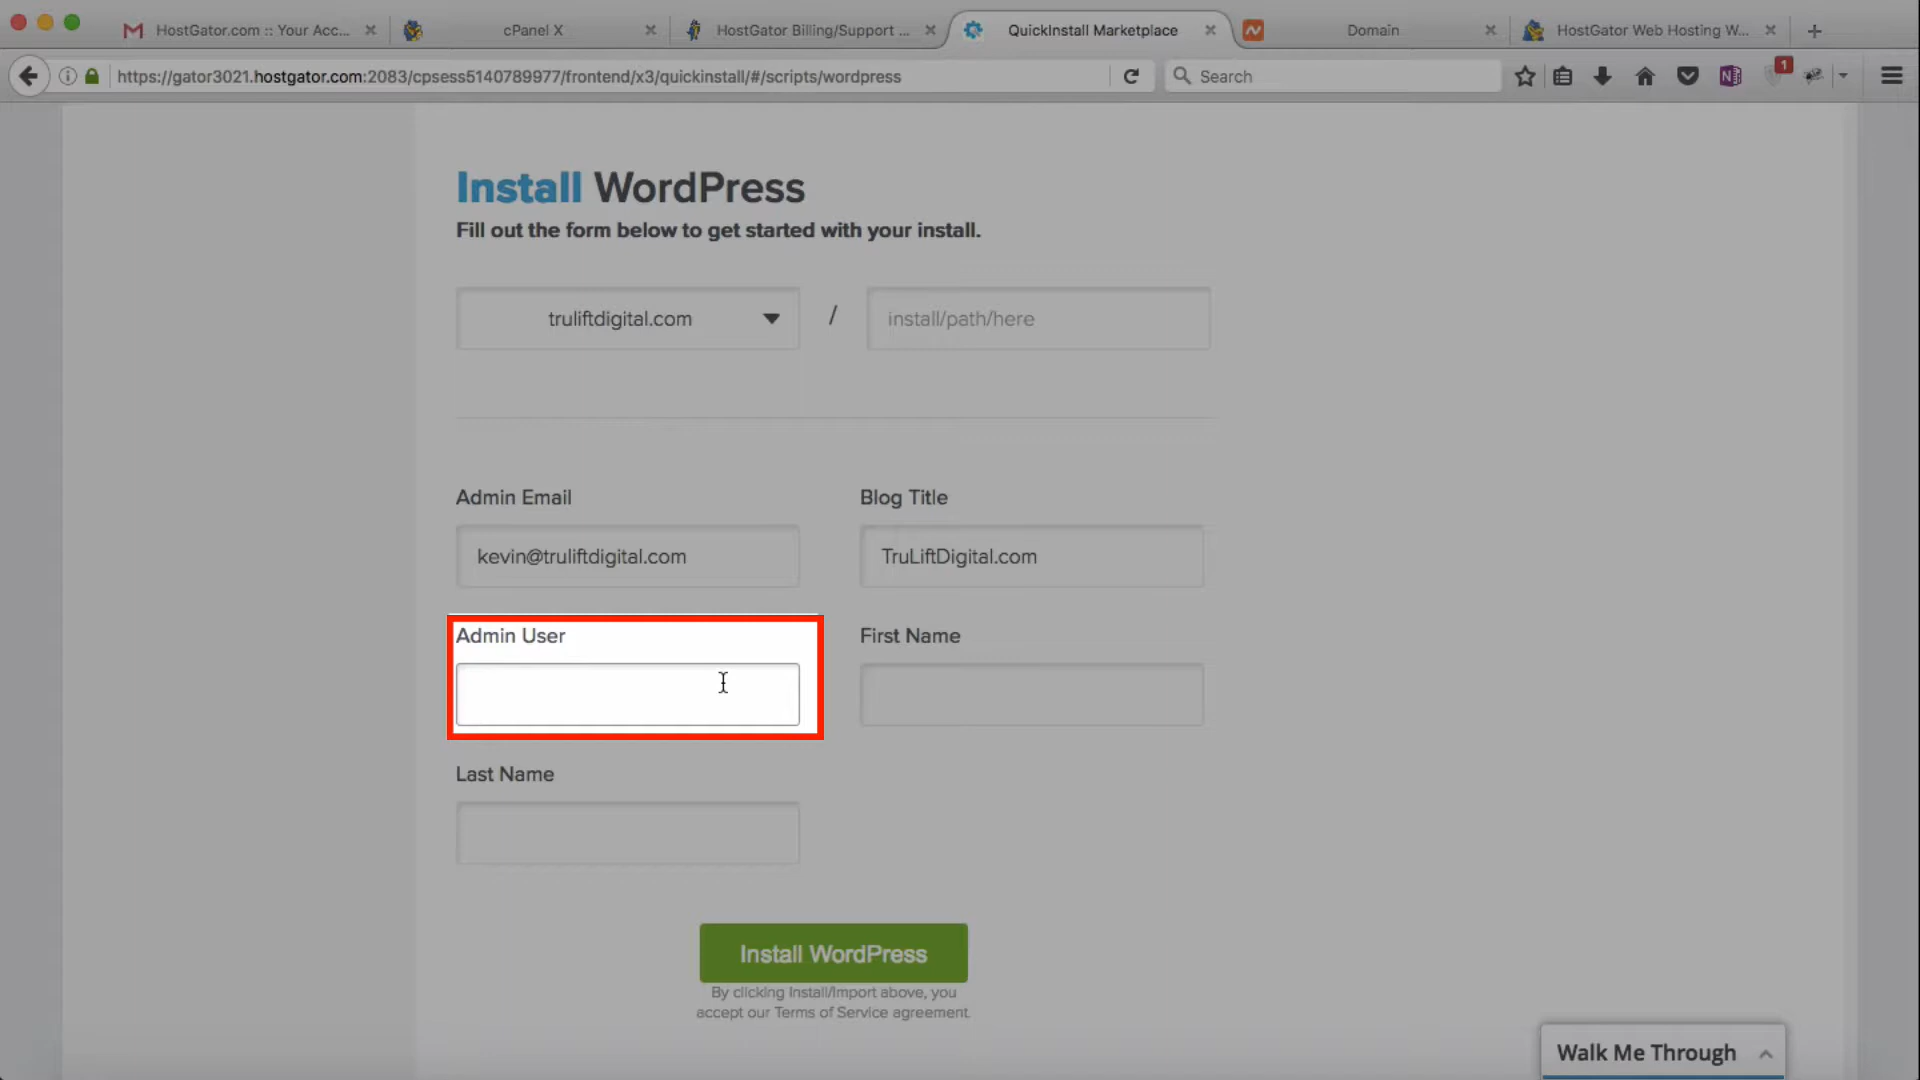 HostGator.com :: Your Acc...
cPanel X
HostGator Billing/Support ...
QuickInstall Marketplace
Domain
HostGator Web Hosting W...
https://gator3021.hostgator.com:2083/cpsess5140789977/frontend/x3/quickinstall/#/scripts/wordpress
Search
1
Install WordPress
Fill out the form below to get started with your install.
truliftdigital.com / install/path/here
Admin Email
Blog Title
kevin@truliftdigital.com
TruLiftDigital.com
Admin User
First Name
Last Name
Install WordPress
By clicking Install/Import above, you
accept our Terms of Service agreement.
Walk Me Through